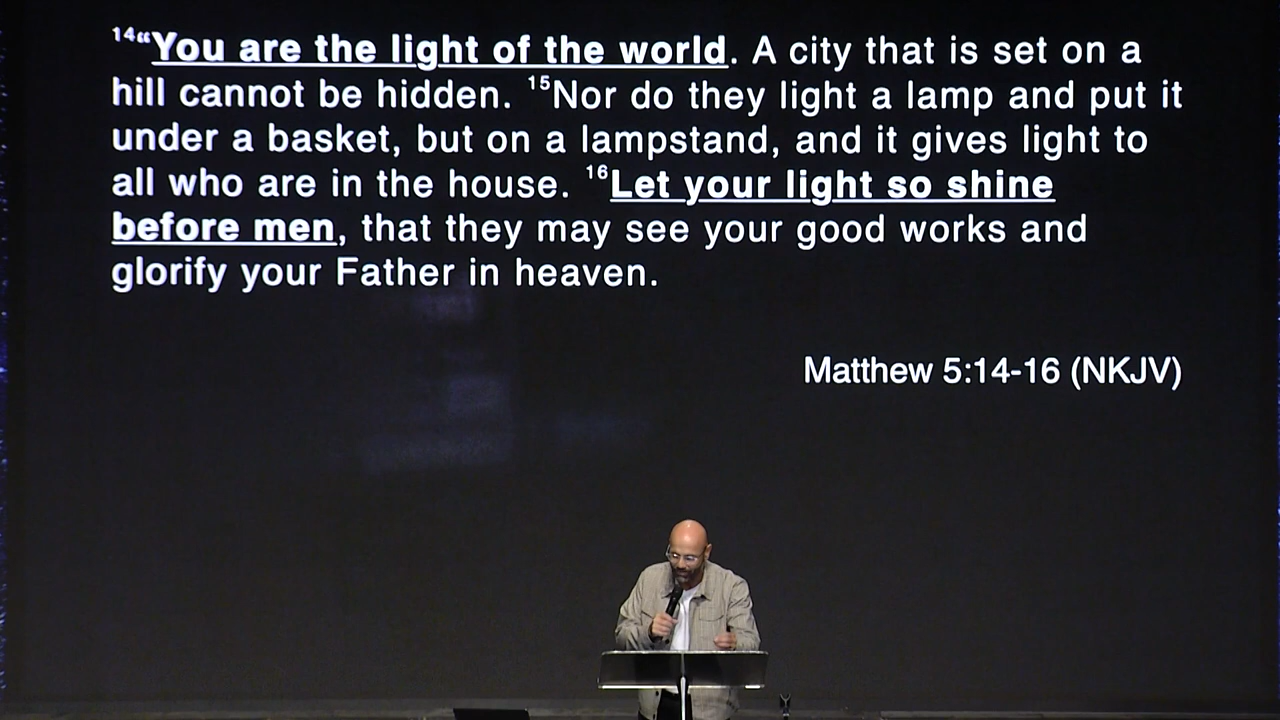 ¹⁴“You are the light of the world. A city that is set on a
hill cannot be hidden. ¹⁵Nor do they light a lamp and put it
under a basket, but on a lampstand, and it gives light to
all who are in the house. ¹⁶Let your light so shine
before men, that they may see your good works and
glorify your Father in heaven.
Matthew 5:14-16 (NKJV)